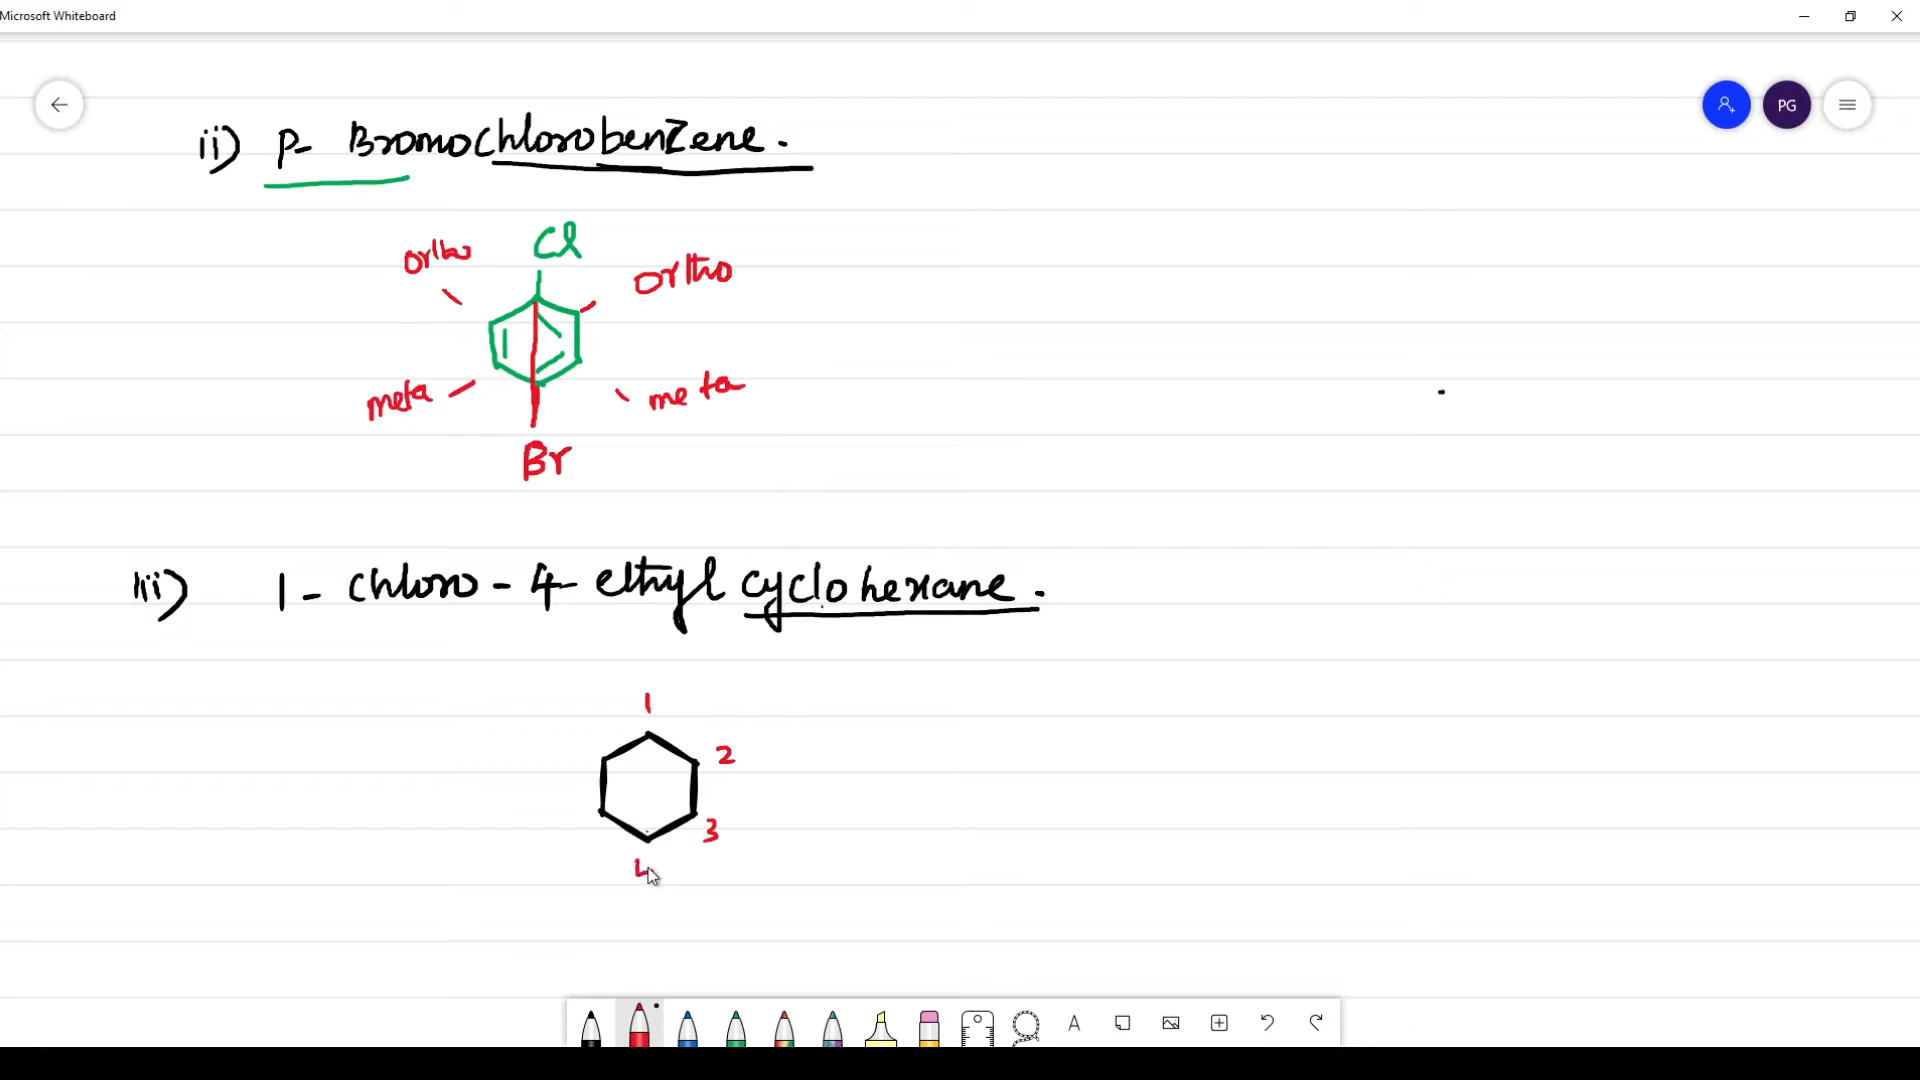 Microsoft Whiteboard
PG
ii) P- Bromochlorobenzene.
Cl
ortho
ortho
meta
meta
Br
iii) 1- chloro-4-ethyl cyclohexane.
1
2
3
4
A